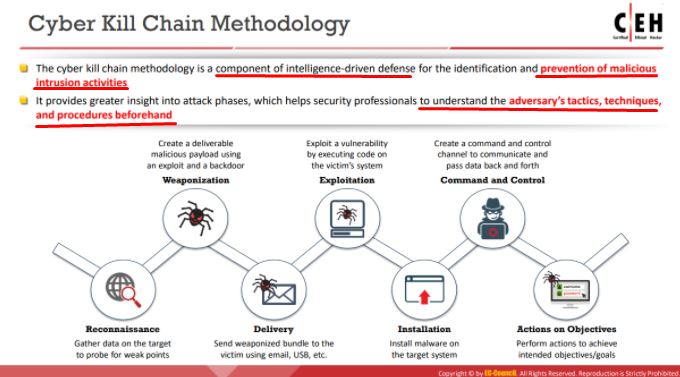 Cyber Kill Chain Methodology
C|EH
Certified Ethical Hacker
The cyber kill chain methodology is a component of intelligence-driven defense for the identification and prevention of malicious
intrusion activities
It provides greater insight into attack phases, which helps security professionals to understand the adversary's tactics, techniques,
and procedures beforehand
Create a deliverable
malicious payload using
an exploit and a backdoor
Weaponization
Exploit a vulnerability
by executing code on
the victim's system
Exploitation
Create a command and control
channel to communicate and
pass data back and forth
Command and Control
Reconnaissance
Gather data on the target
to probe for weak points
Delivery
Send weaponized bundle to the
victim using email, USB, etc.
Installation
Install malware on
the target system
Actions on Objectives
Perform actions to achieve
intended objectives/goals
Copyright © by EC-Council. All Rights Reserved. Reproduction is Strictly Prohibited.